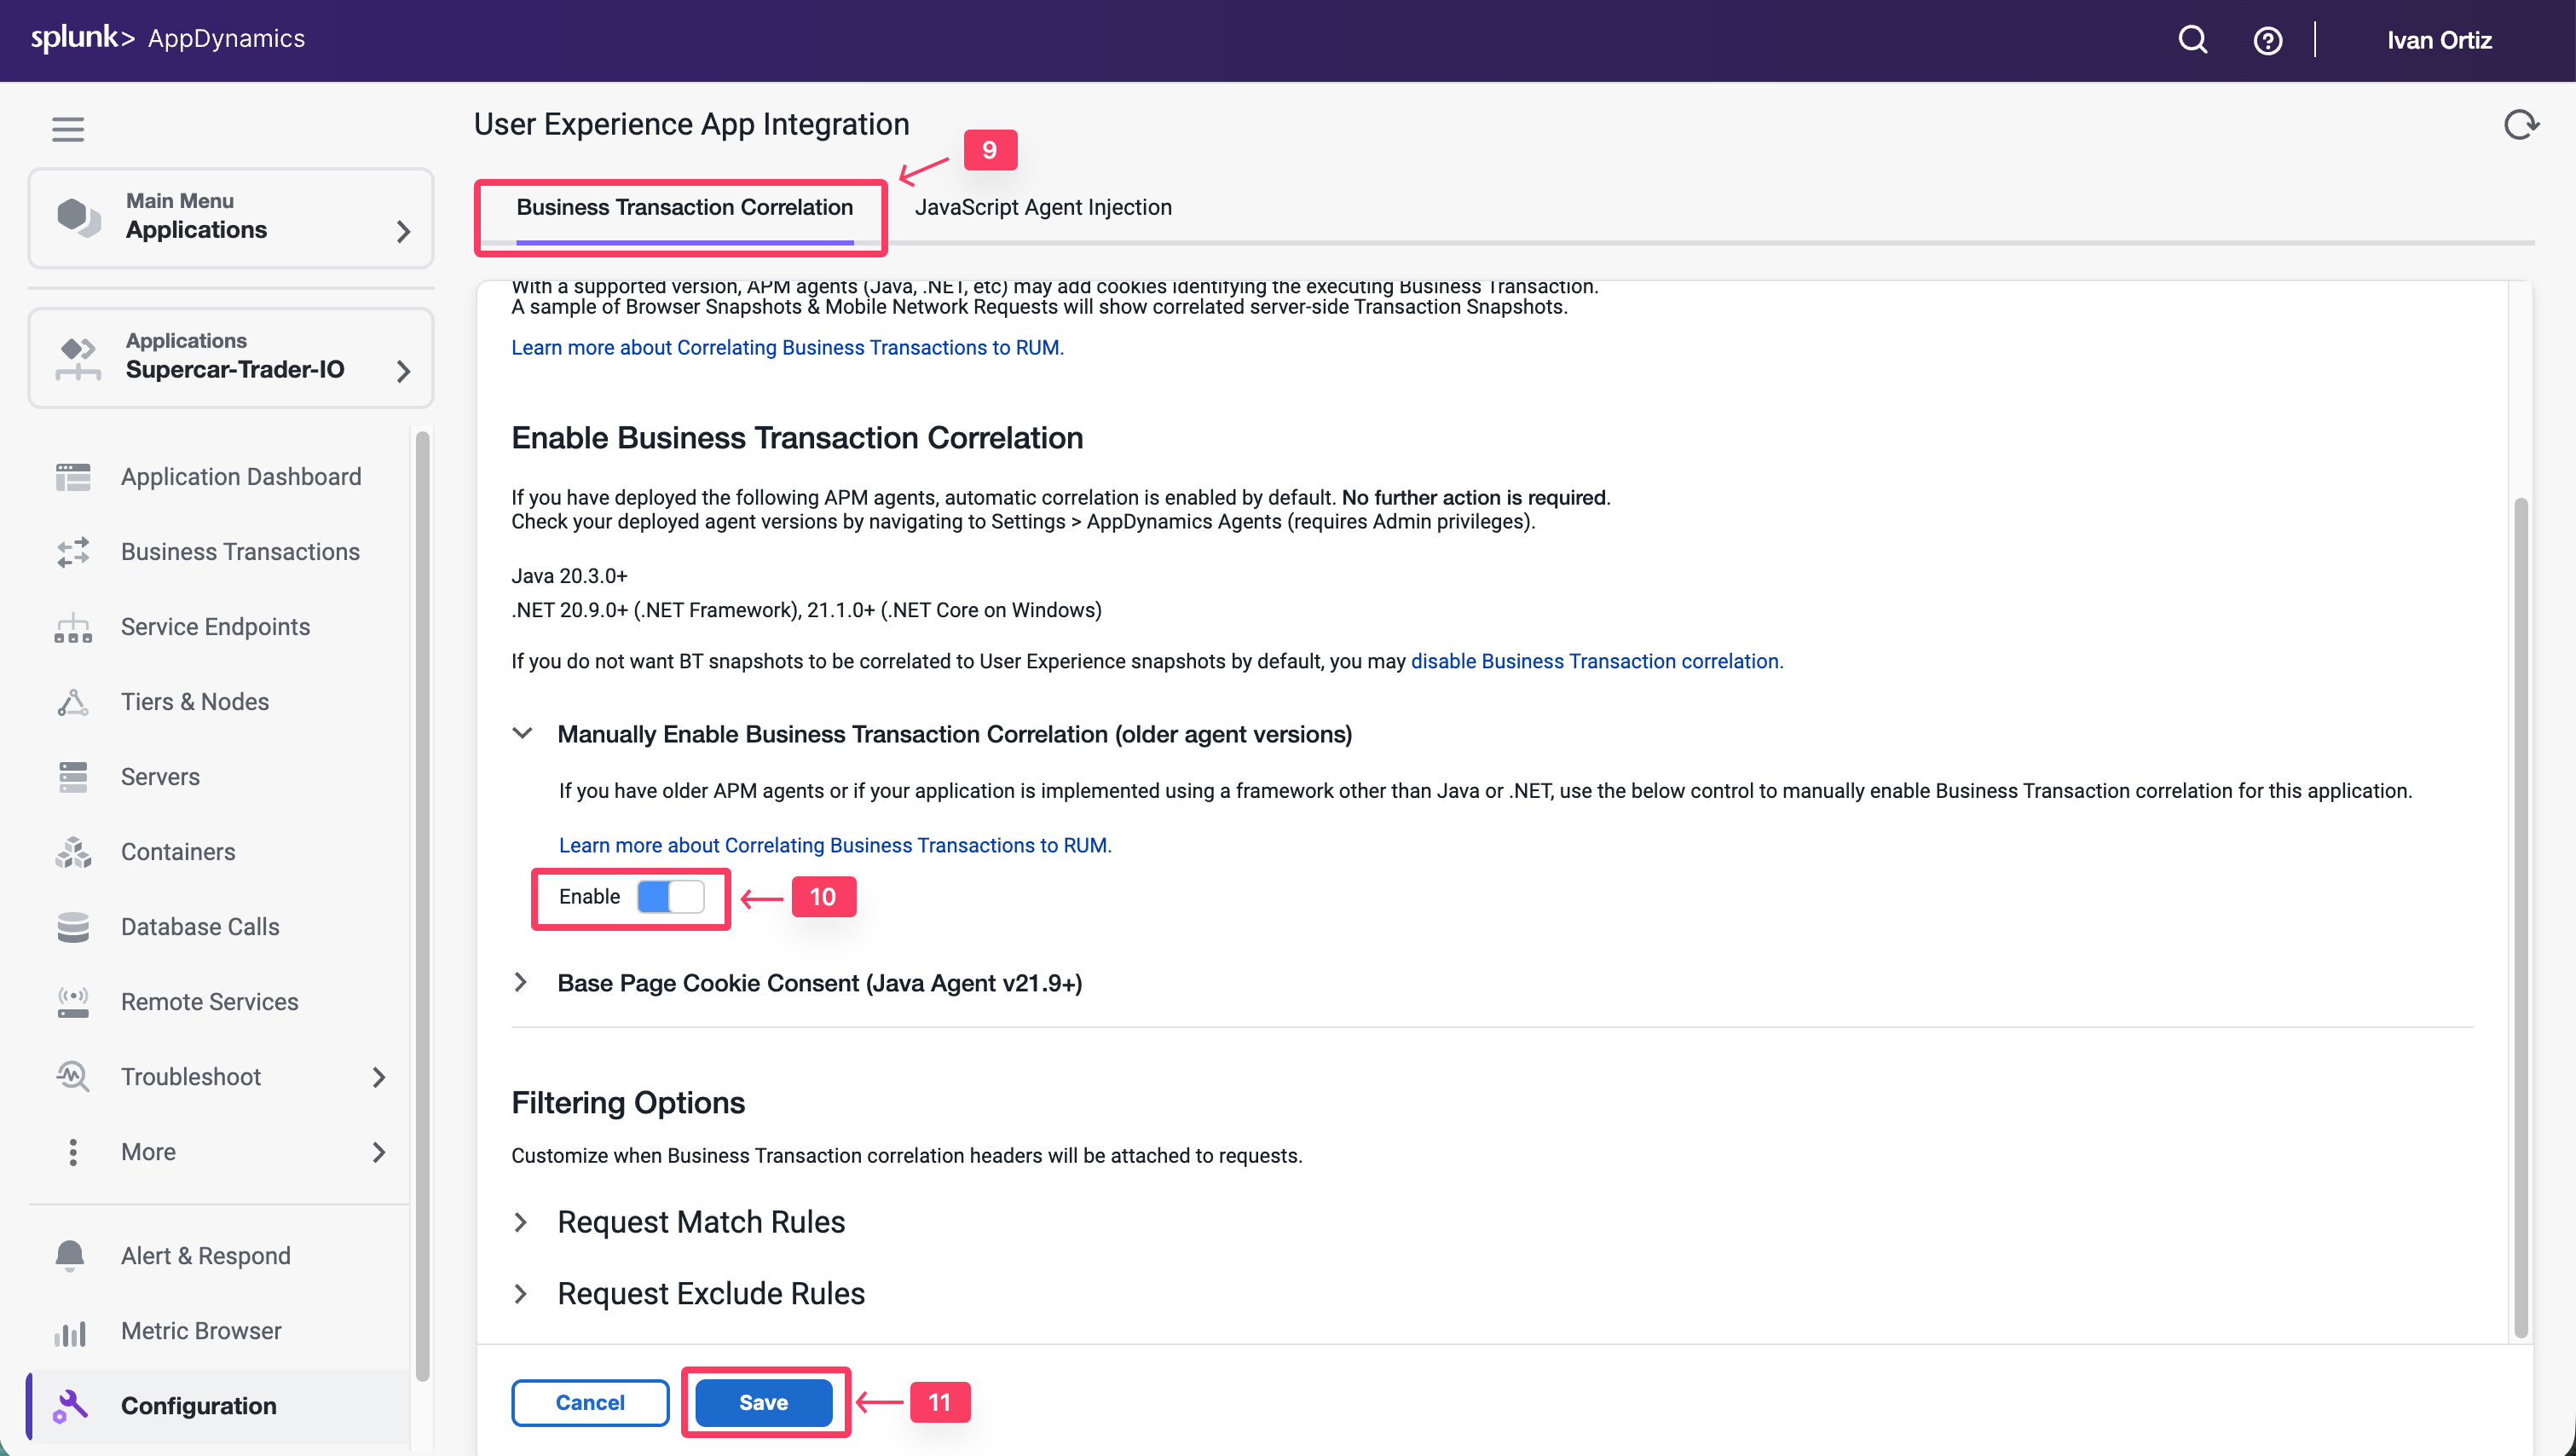 splunk> AppDynamics
Ivan Ortiz
User Experience App Integration
9
Main Menu
Applications
Business Transaction Correlation
JavaScript Agent Injection
With a supported version, APM agents (Java, .NET, etc) may add cookies identifying the executing Business Transaction.
A sample of Browser Snapshots & Mobile Network Requests will show correlated server-side Transaction Snapshots.
Learn more about Correlating Business Transactions to RUM.
Applications
Supercar-Trader-IO
Application Dashboard
Business Transactions
Service Endpoints
Tiers & Nodes
Servers
Containers
Database Calls
Remote Services
Troubleshoot
More
Alert & Respond
Metric Browser
Configuration
Enable Business Transaction Correlation
If you have deployed the following APM agents, automatic correlation is enabled by default. No further action is required.
Check your deployed agent versions by navigating to Settings > AppDynamics Agents (requires Admin privileges).
Java 20.3.0+
.NET 20.9.0+ (.NET Framework), 21.1.0+ (.NET Core on Windows)
If you do not want BT snapshots to be correlated to User Experience snapshots by default, you may disable Business Transaction correlation.
Manually Enable Business Transaction Correlation (older agent versions)
If you have older APM agents or if your application is implemented using a framework other than Java or .NET, use the below control to manually enable Business Transaction correlation for this application.
Learn more about Correlating Business Transactions to RUM.
Enable
10
Base Page Cookie Consent (Java Agent v21.9+)
Filtering Options
Customize when Business Transaction correlation headers will be attached to requests.
Request Match Rules
Request Exclude Rules
Cancel
Save
11